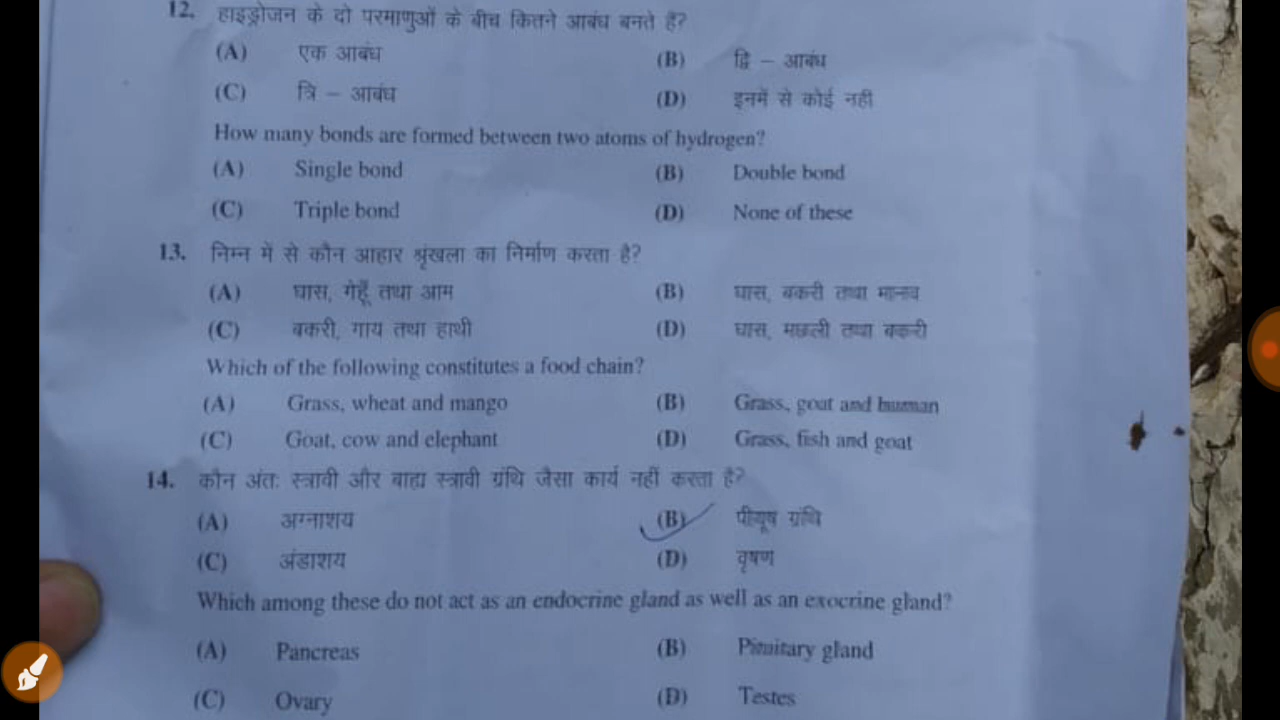 12. हाइड्रोजन के दो परमाणुओं के बीच कितने आबंध बनते हैं?
(A) एक आबंध (B) द्वि – आबंध
(C) त्रि – आबंध (D) इनमें से कोई नहीं
How many bonds are formed between two atoms of hydrogen?
(A) Single bond (B) Double bond
(C) Triple bond (D) None of these
13. निम्न में से कौन आहार श्रृंखला का निर्माण करता है?
(A) घास, गेहूँ तथा आम (B) घास, बकरी तथा मानव
(C) बकरी, गाय तथा हाथी (D) घास, मछली तथा बकरी
Which of the following constitutes a food chain?
(A) Grass, wheat and mango (B) Grass, goat and human
(C) Goat, cow and elephant (D) Grass, fish and goat
14. कौन अंतः स्त्रावी और बाह्य स्त्रावी ग्रंथि जैसा कार्य नहीं करता है?
(A) अग्नाशय (B) पीयूष ग्रंथि
(C) अंडाशय (D) वृषण
Which among these do not act as an endocrine gland as well as an exocrine gland?
(A) Pancreas (B) Pituitary gland
(C) Ovary (D) Testes